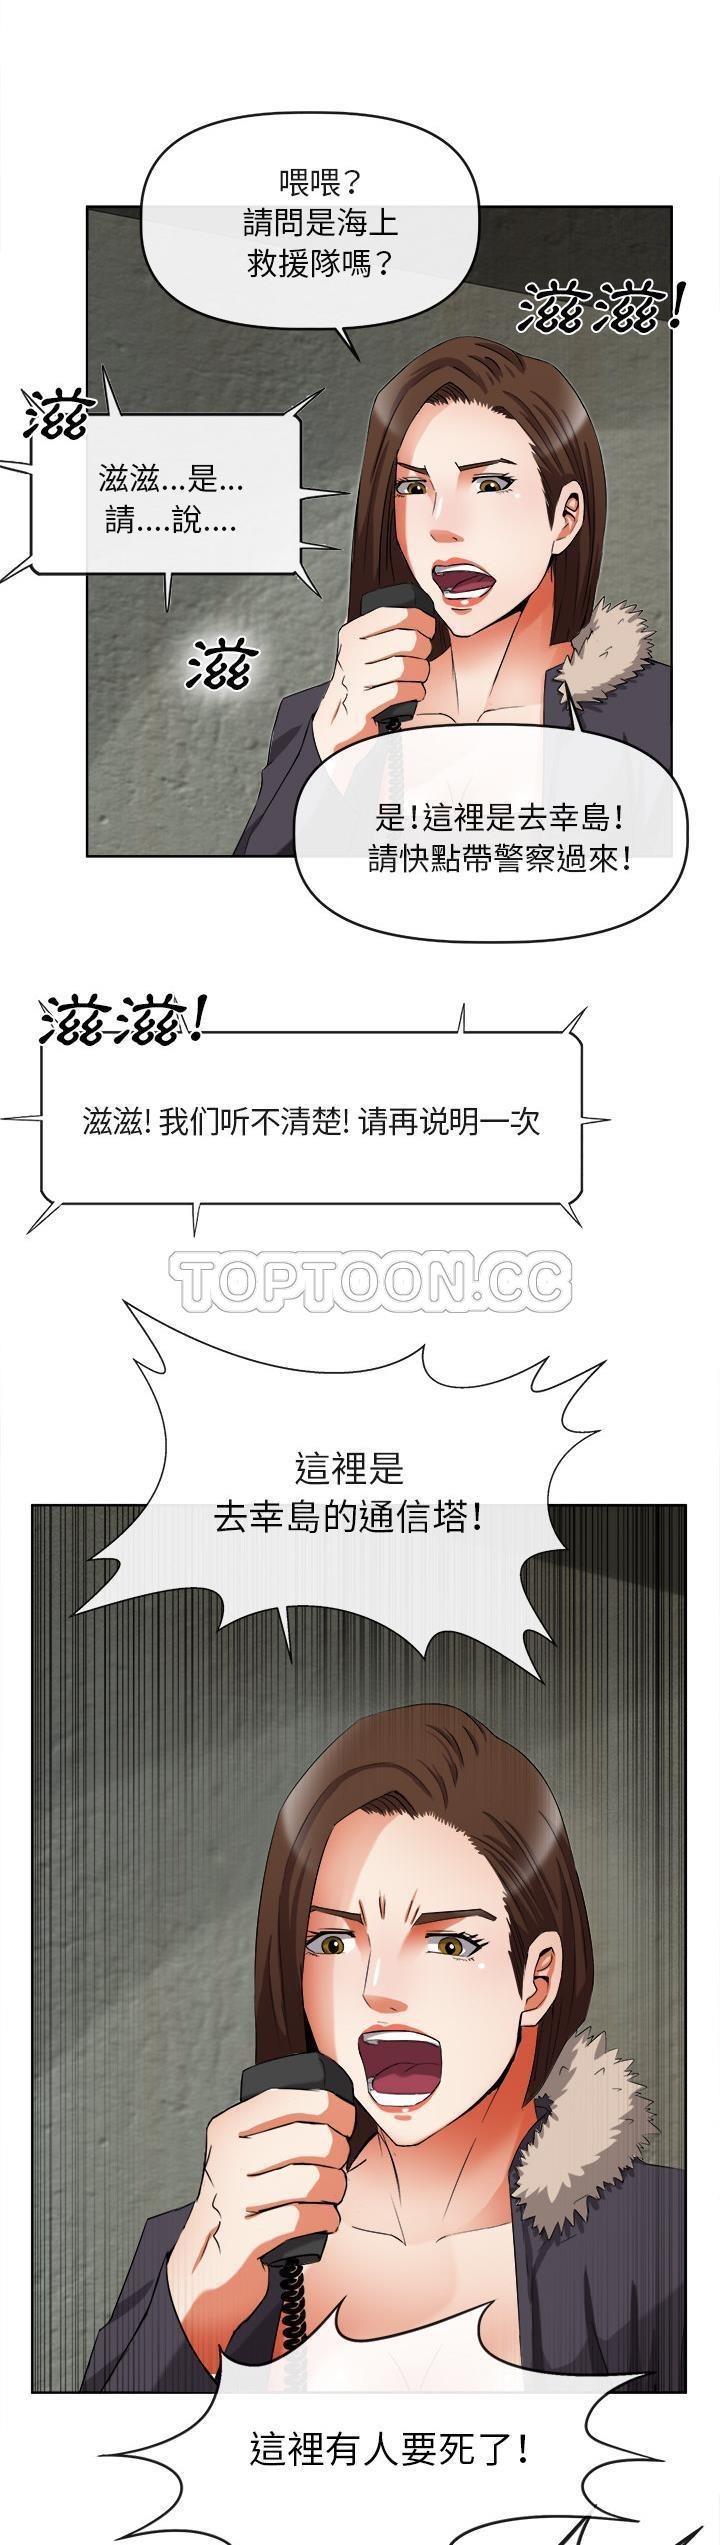 喂喂？
請問是海上
救援隊嗎？
滋滋！
滋
滋滋...是...
請....說....
滋
是！這裡是去幸島！
請快點帶警察過來！
滋滋！
滋滋! 我们听不清楚! 请再说明一次
TOPTOON.CC
這裡是
去幸島的通信塔！
這裡有人要死了！